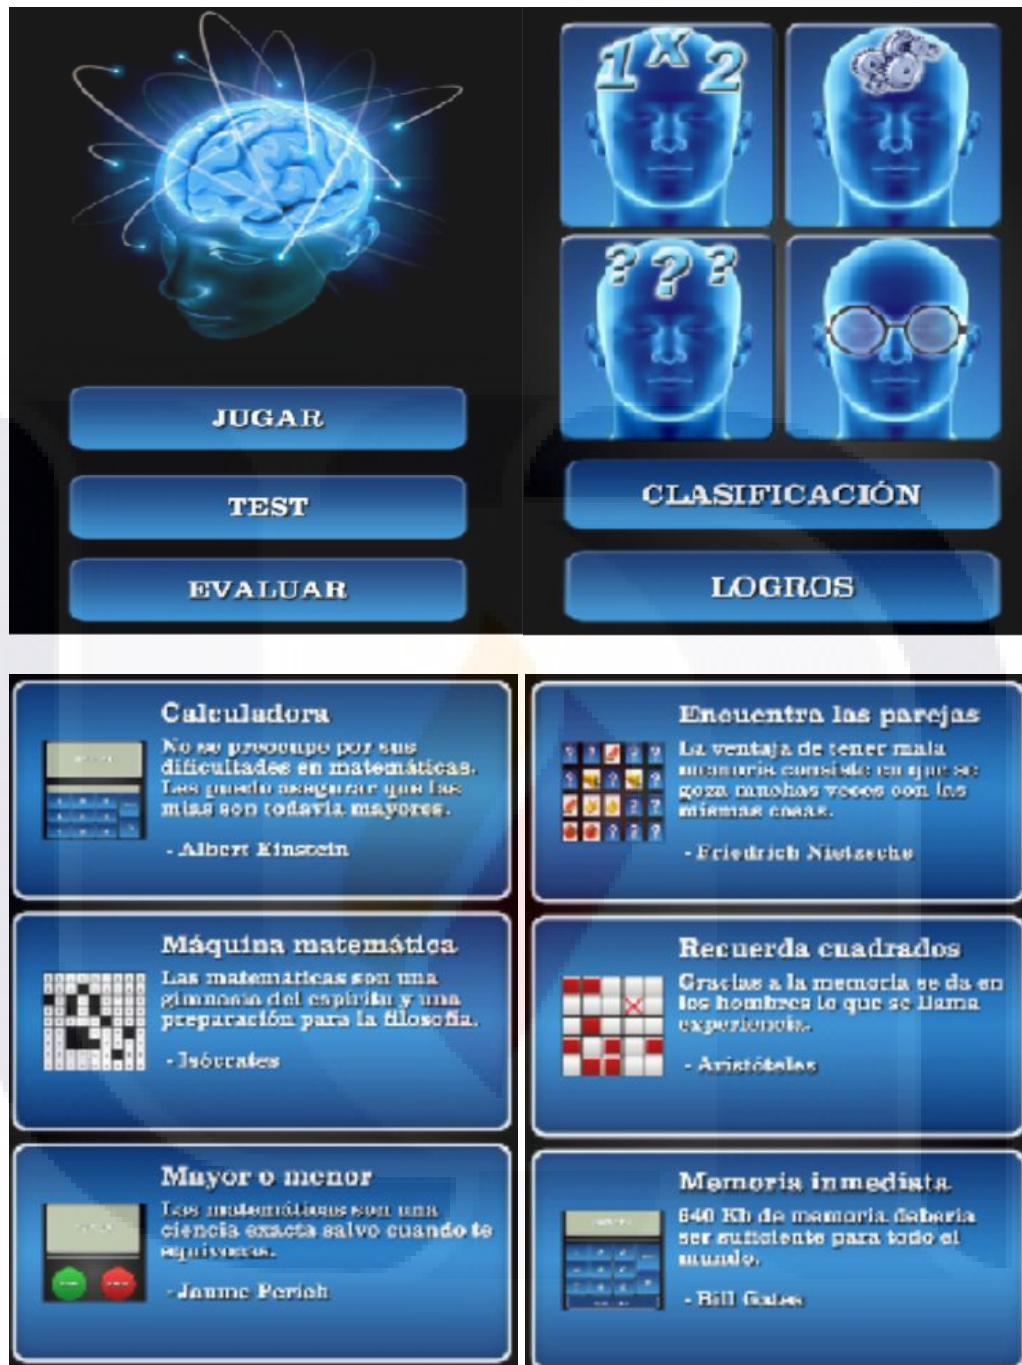 JUGAR
TEST
EVALUAR
1 x 2
? ? ?
CLASIFICACIÓN
LOGROS
Calculadora
No se preocupe por sus
dificultades en matemáticas.
Les puedo asegurar que las
mías son todavía mayores.
- Albert Einstein
Máquina matemática
Las matemáticas son una
gimnasia del espíritu y una
preparación para la filosofía.
- Isócrates
Mayor o menor
Las matemáticas son una
ciencia exacta salvo cuando te
equivocas.
- Jaume Perich
Encuentra las parejas
La ventaja de tener mala
memoria consiste en que se
goza muchas veces con las
mismas cosas.
- Friedrich Nietzsche
Recuerda cuadrados
Gracias a la memoria se da en
los hombres lo que se llama
experiencia.
- Aristóteles
Memoria inmediata
640 Kb de memoria debería
ser suficiente para todo el
mundo.
- Bill Gates